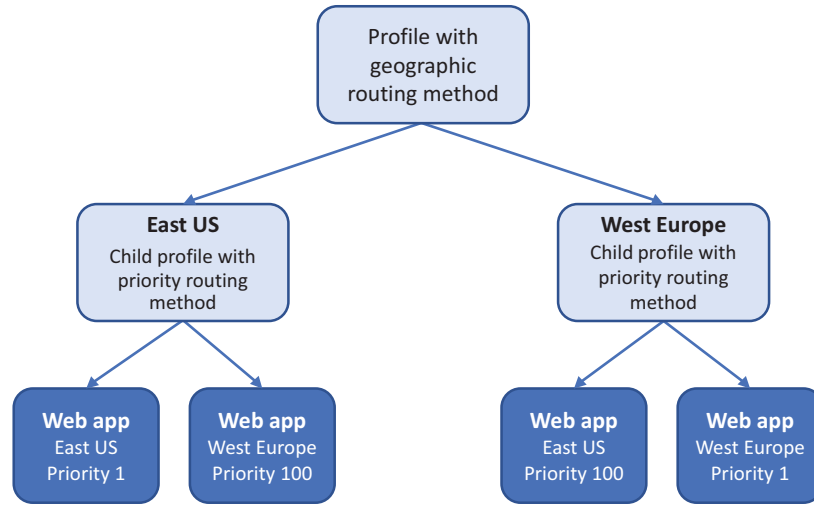 Profile with
geographic
routing method
East US
Child profile with
priority routing
method
West Europe
Child profile with
priority routing
method
Web app
East US
Priority 1
Web app
West Europe
Priority 100
Web app
East US
Priority 100
Web app
West Europe
Priority 1